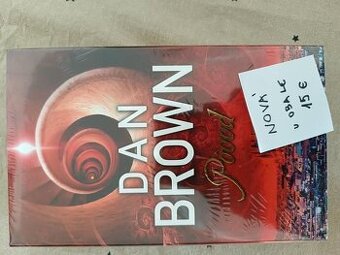 DAN
BROWN
Pôvod
NOVÁ
V OBALE
15 €